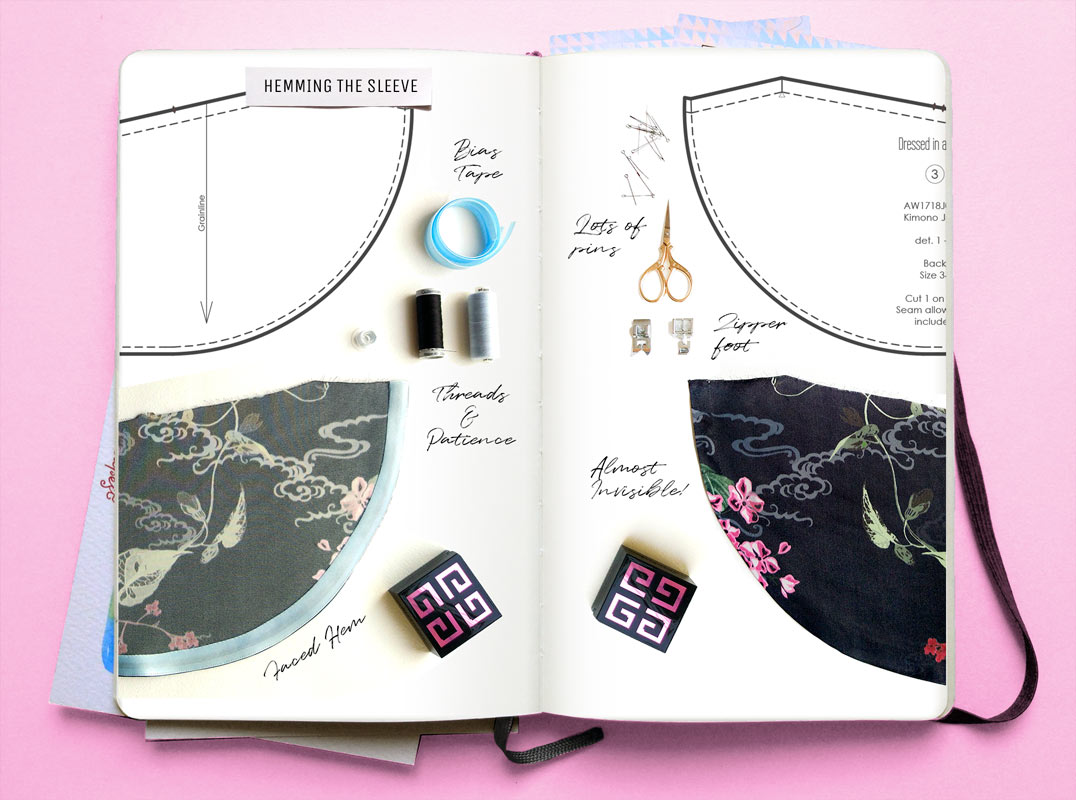 HEMMING THE SLEEVE
Grainline
Bias
Tape
Threads
&
Patience
Faced Hem
Lots of
pins
Zipper
foot
Almost
Invisible!
Dressed in a
3
AW1718J
Kimono J
det. 1 -
Back
Size 3
Cut 1 on
Seam allow
include